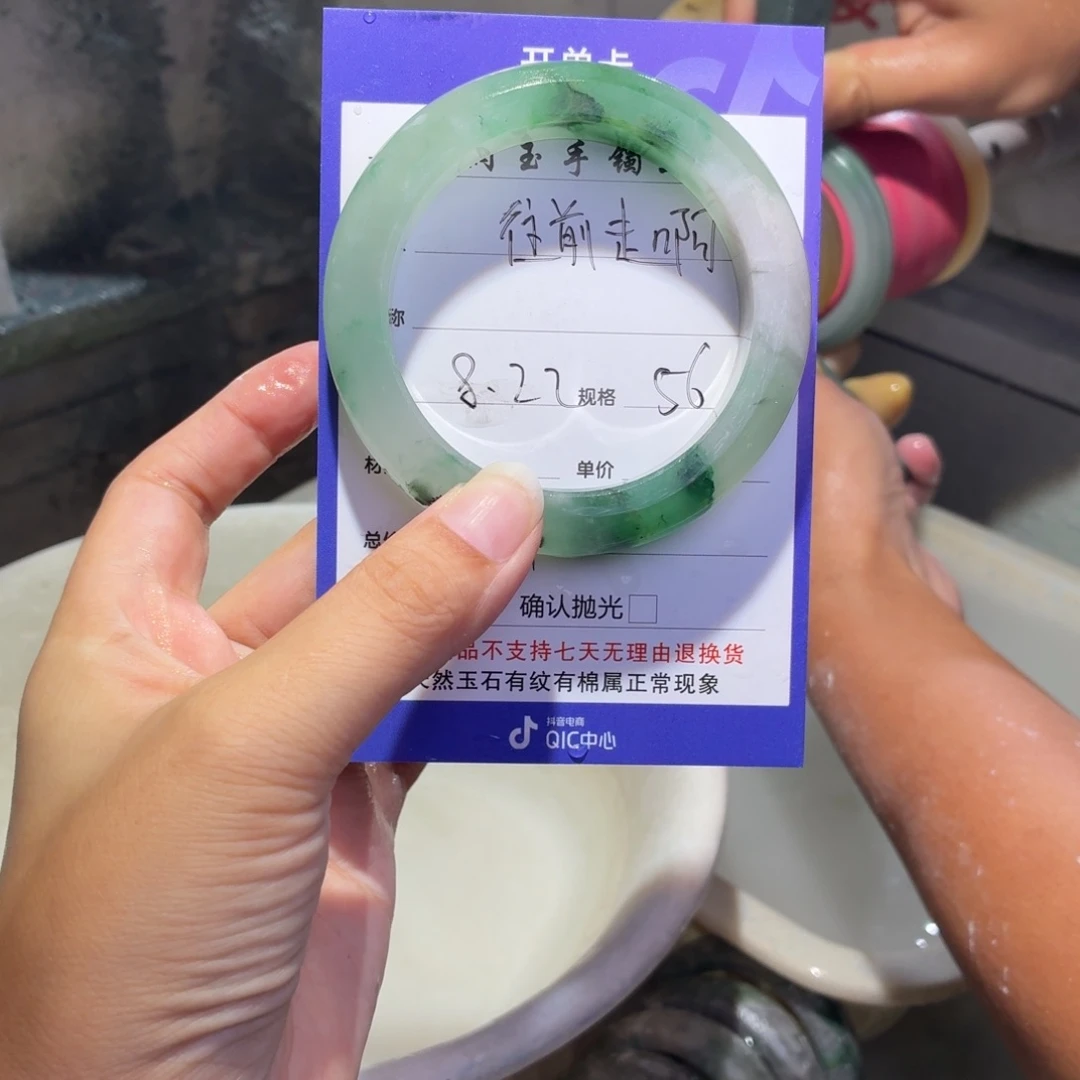 开单卡
玉手镯
往前走啊
称
8.22 规格 56
单价
确认抛光
品不支持七天无理由退换货
然玉石有纹有棉属正常现象
抖音电商
QIC中心